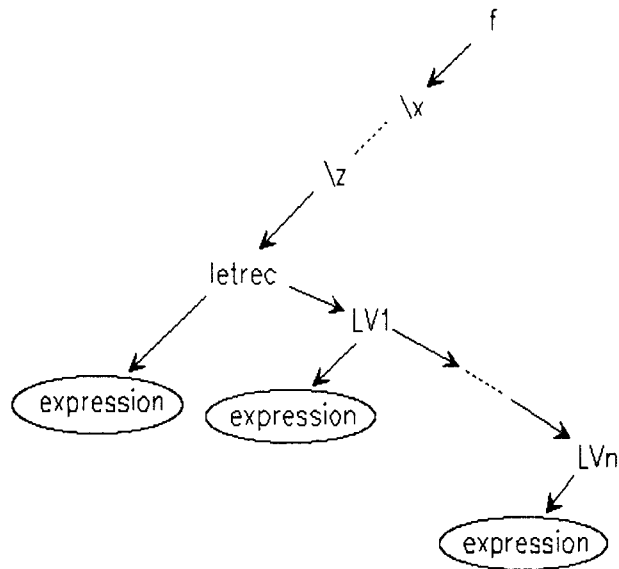 f
\x
\z
letrec
LV1
expression
expression
LVn
expression